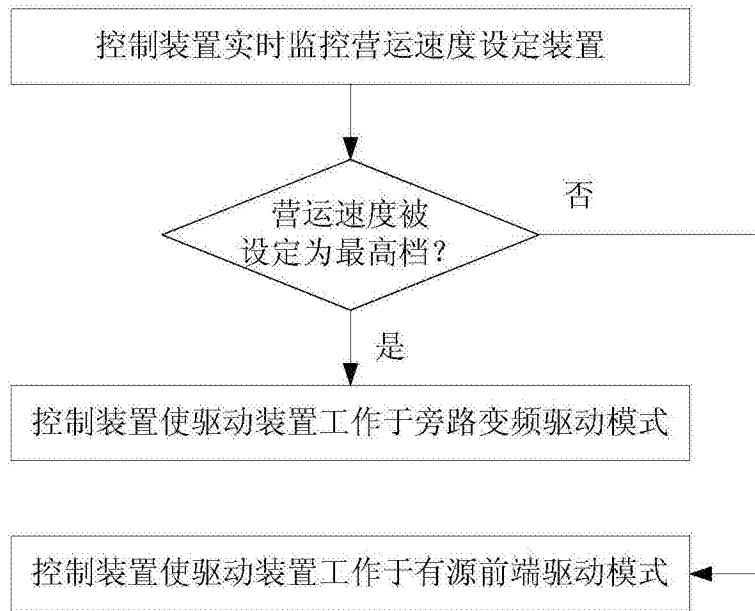 控制装置实时监控营运速度设定装置
营运速度被
设定为最高档？
否
是
控制装置使驱动装置工作于旁路变频驱动模式
控制装置使驱动装置工作于有源前端驱动模式